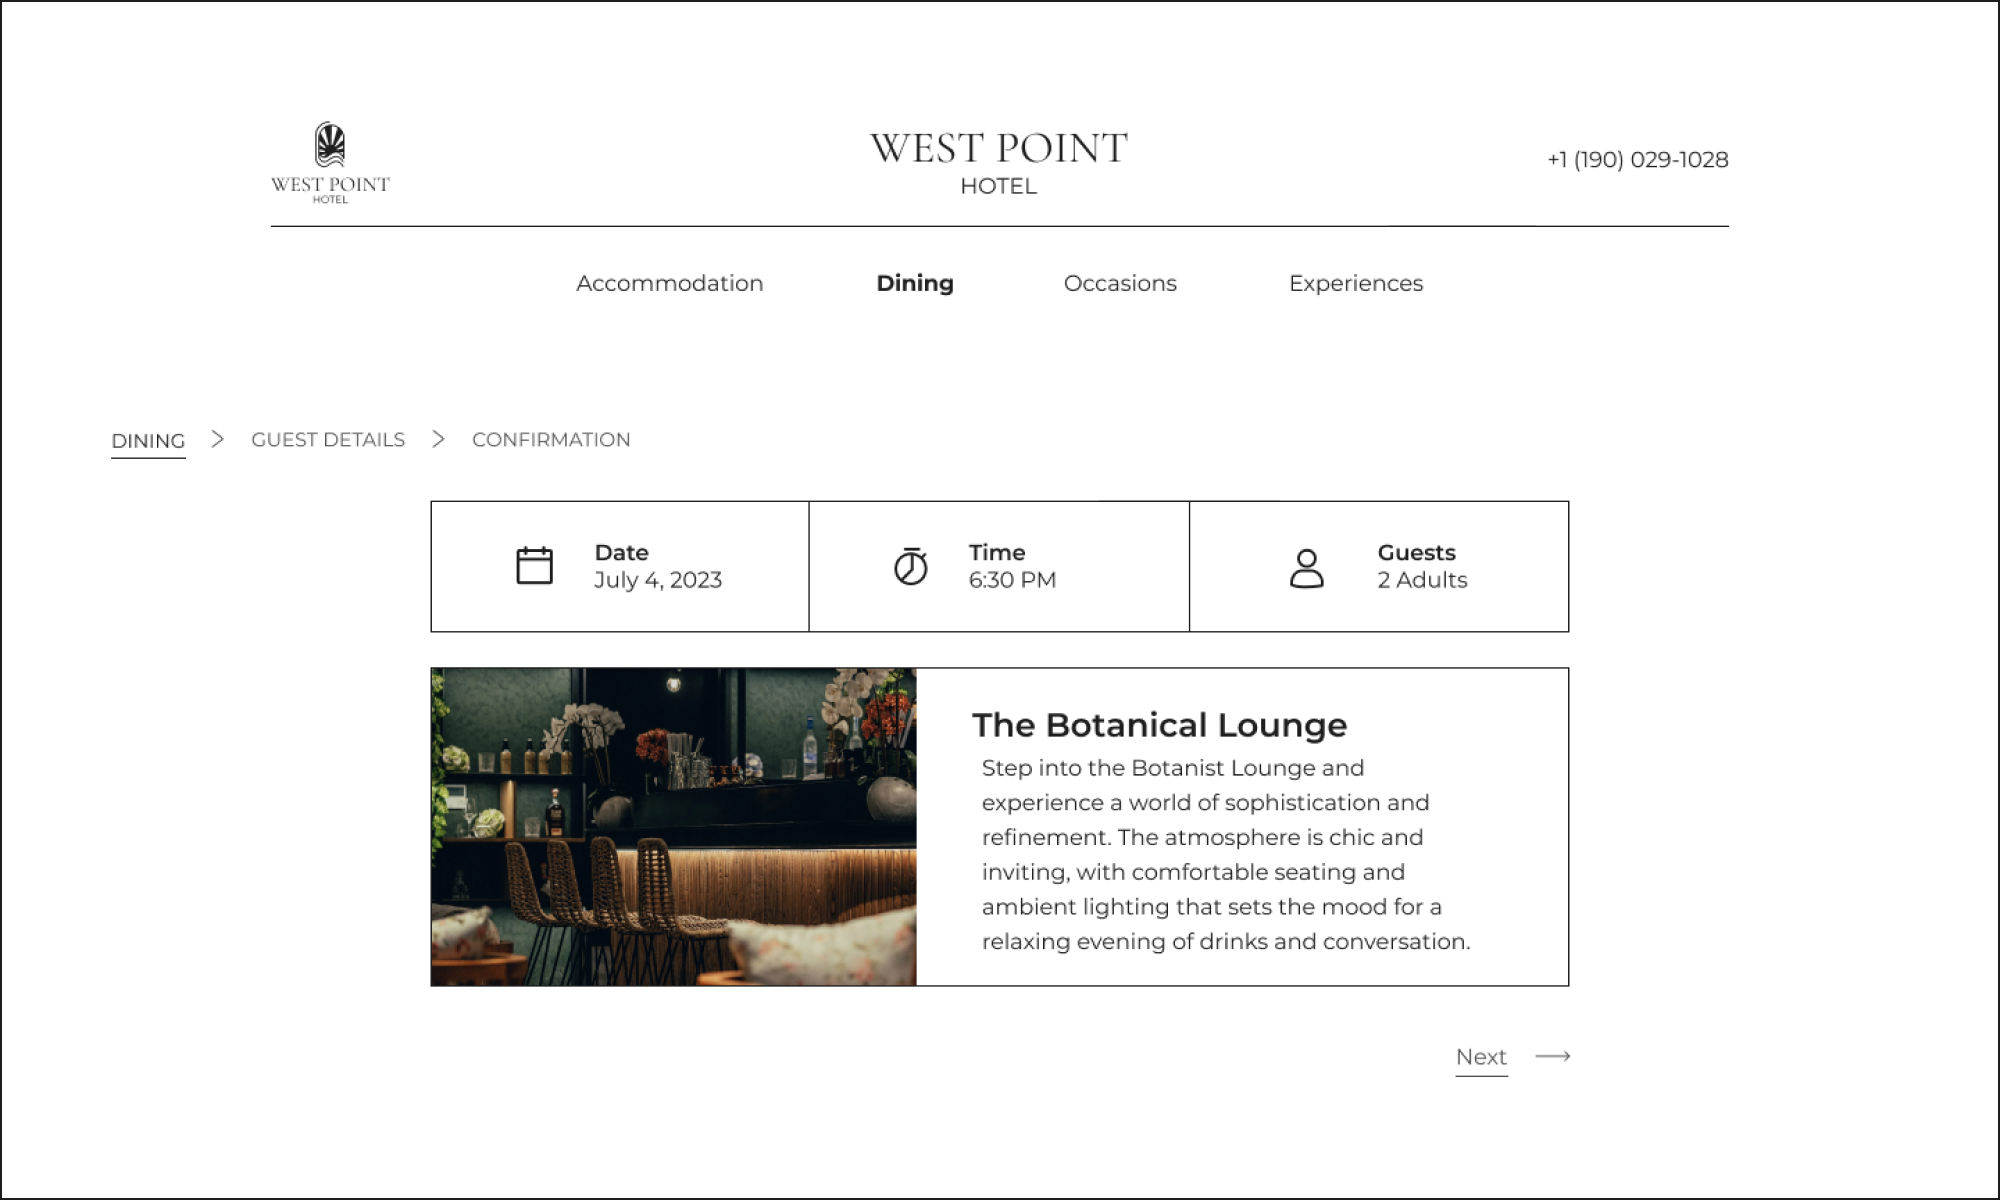 WEST POINT
HOTEL
WEST POINT
HOTEL
+1 (190) 029-1028
Accommodation
Dining
Occasions
Experiences
DINING > GUEST DETAILS > CONFIRMATION
Date
July 4, 2023
Time
6:30 PM
Guests
2 Adults
The Botanical Lounge
Step into the Botanist Lounge and
experience a world of sophistication and
refinement. The atmosphere is chic and
inviting, with comfortable seating and
ambient lighting that sets the mood for a
relaxing evening of drinks and conversation.
Next